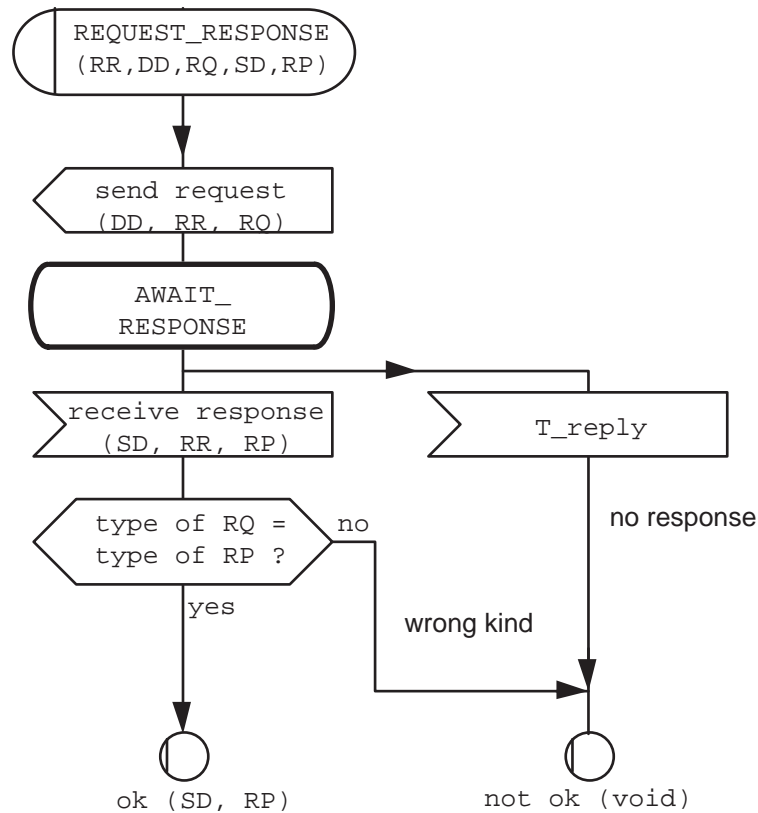 REQUEST_RESPONSE
(RR,DD,RQ,SD,RP)
send request
(DD, RR, RQ)
AWAIT_
RESPONSE
receive response
(SD, RR, RP)
T_reply
type of RQ =
type of RP ?
no
no response
yes
wrong kind
ok (SD, RP)
not ok (void)